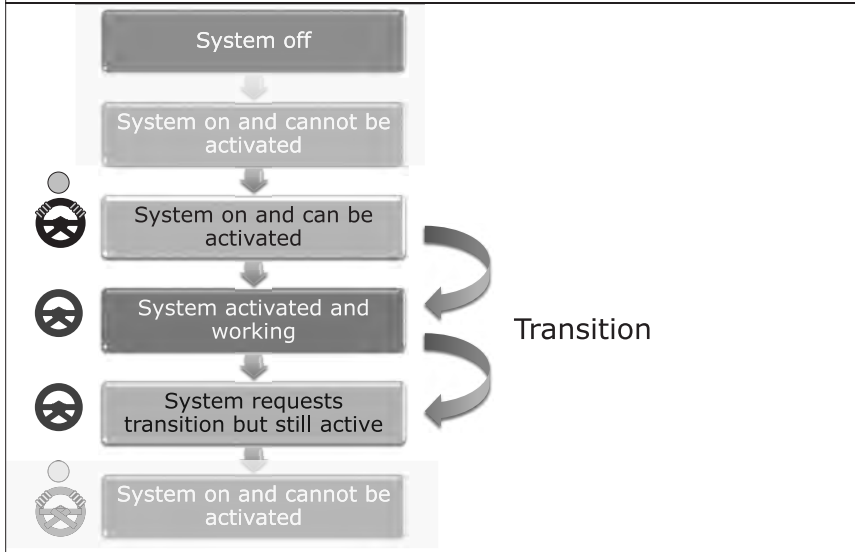 System off
System on and cannot be
activated
System on and can be
activated
System activated and
working
Transition
System requests
transition but still active
System on and cannot be
activated